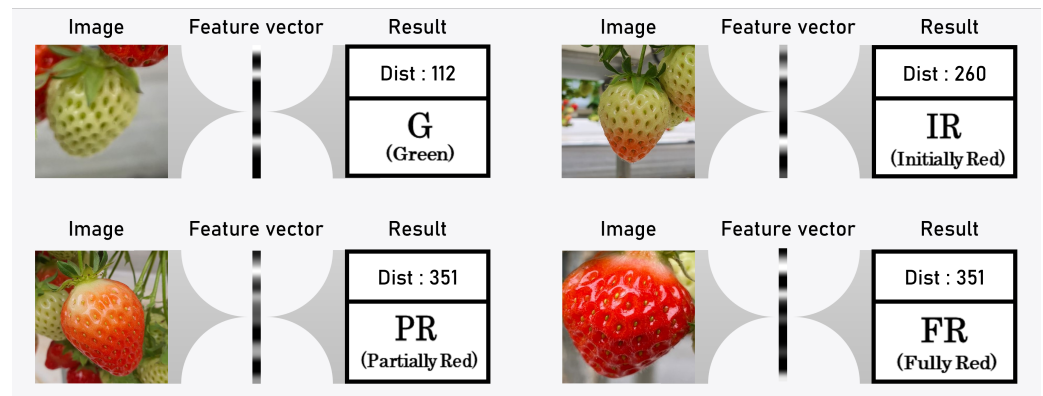 Image Feature vector Result
Dist : 112
G
(Green)
Image Feature vector Result
Dist : 260
IR
(Initially Red)
Image Feature vector Result
Dist : 351
PR
(Partially Red)
Image Feature vector Result
Dist : 351
FR
(Fully Red)